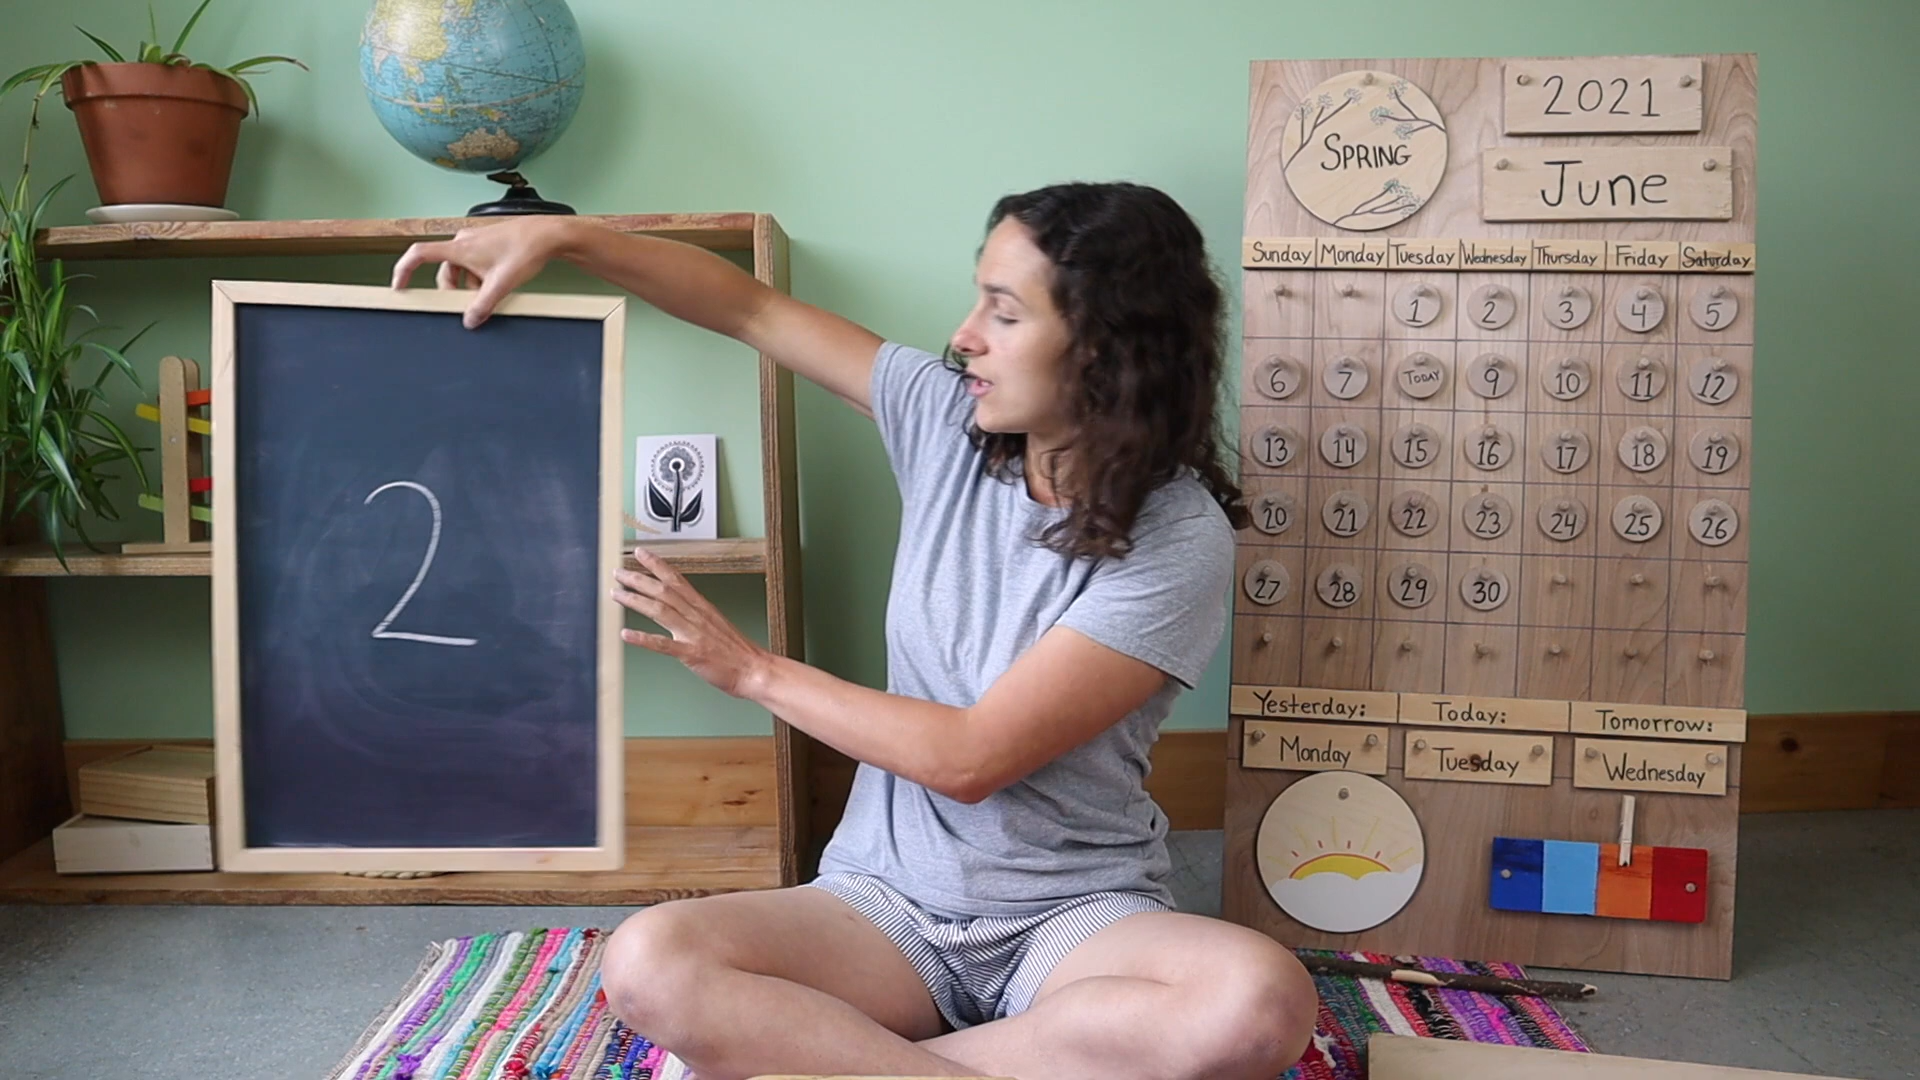 2
SPRING
2021
June
Sunday Monday Tuesday Wednesday Thursday Friday Saturday
1 2 3 4 5
6 7 TODAY 9 10 11 12
13 14 15 16 17 18 19
20 21 22 23 24 25 26
27 28 29 30
Yesterday: Today: Tomorrow:
Monday Tuesday Wednesday